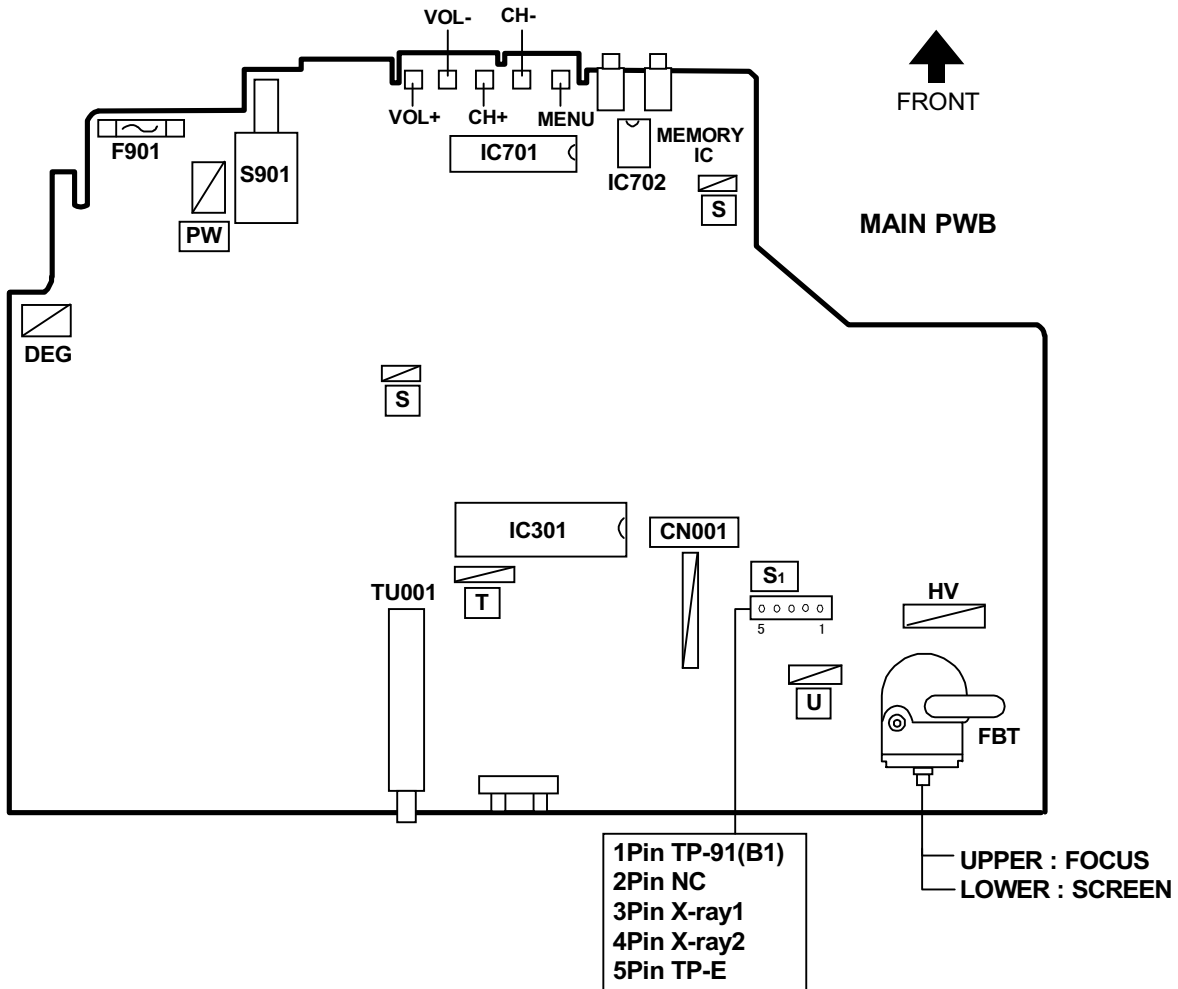 VOL- CH-
FRONT
VOL+ CH+ MENU
F901
S901
IC701
MEMORY
IC
IC702
S
PW
MAIN PWB
DEG
S
IC301
CN001
TU001
T
S1
5 1
HV
U
FBT
1Pin TP-91(B1)
2Pin NC
3Pin X-ray1
4Pin X-ray2
5Pin TP-E
UPPER : FOCUS
LOWER : SCREEN